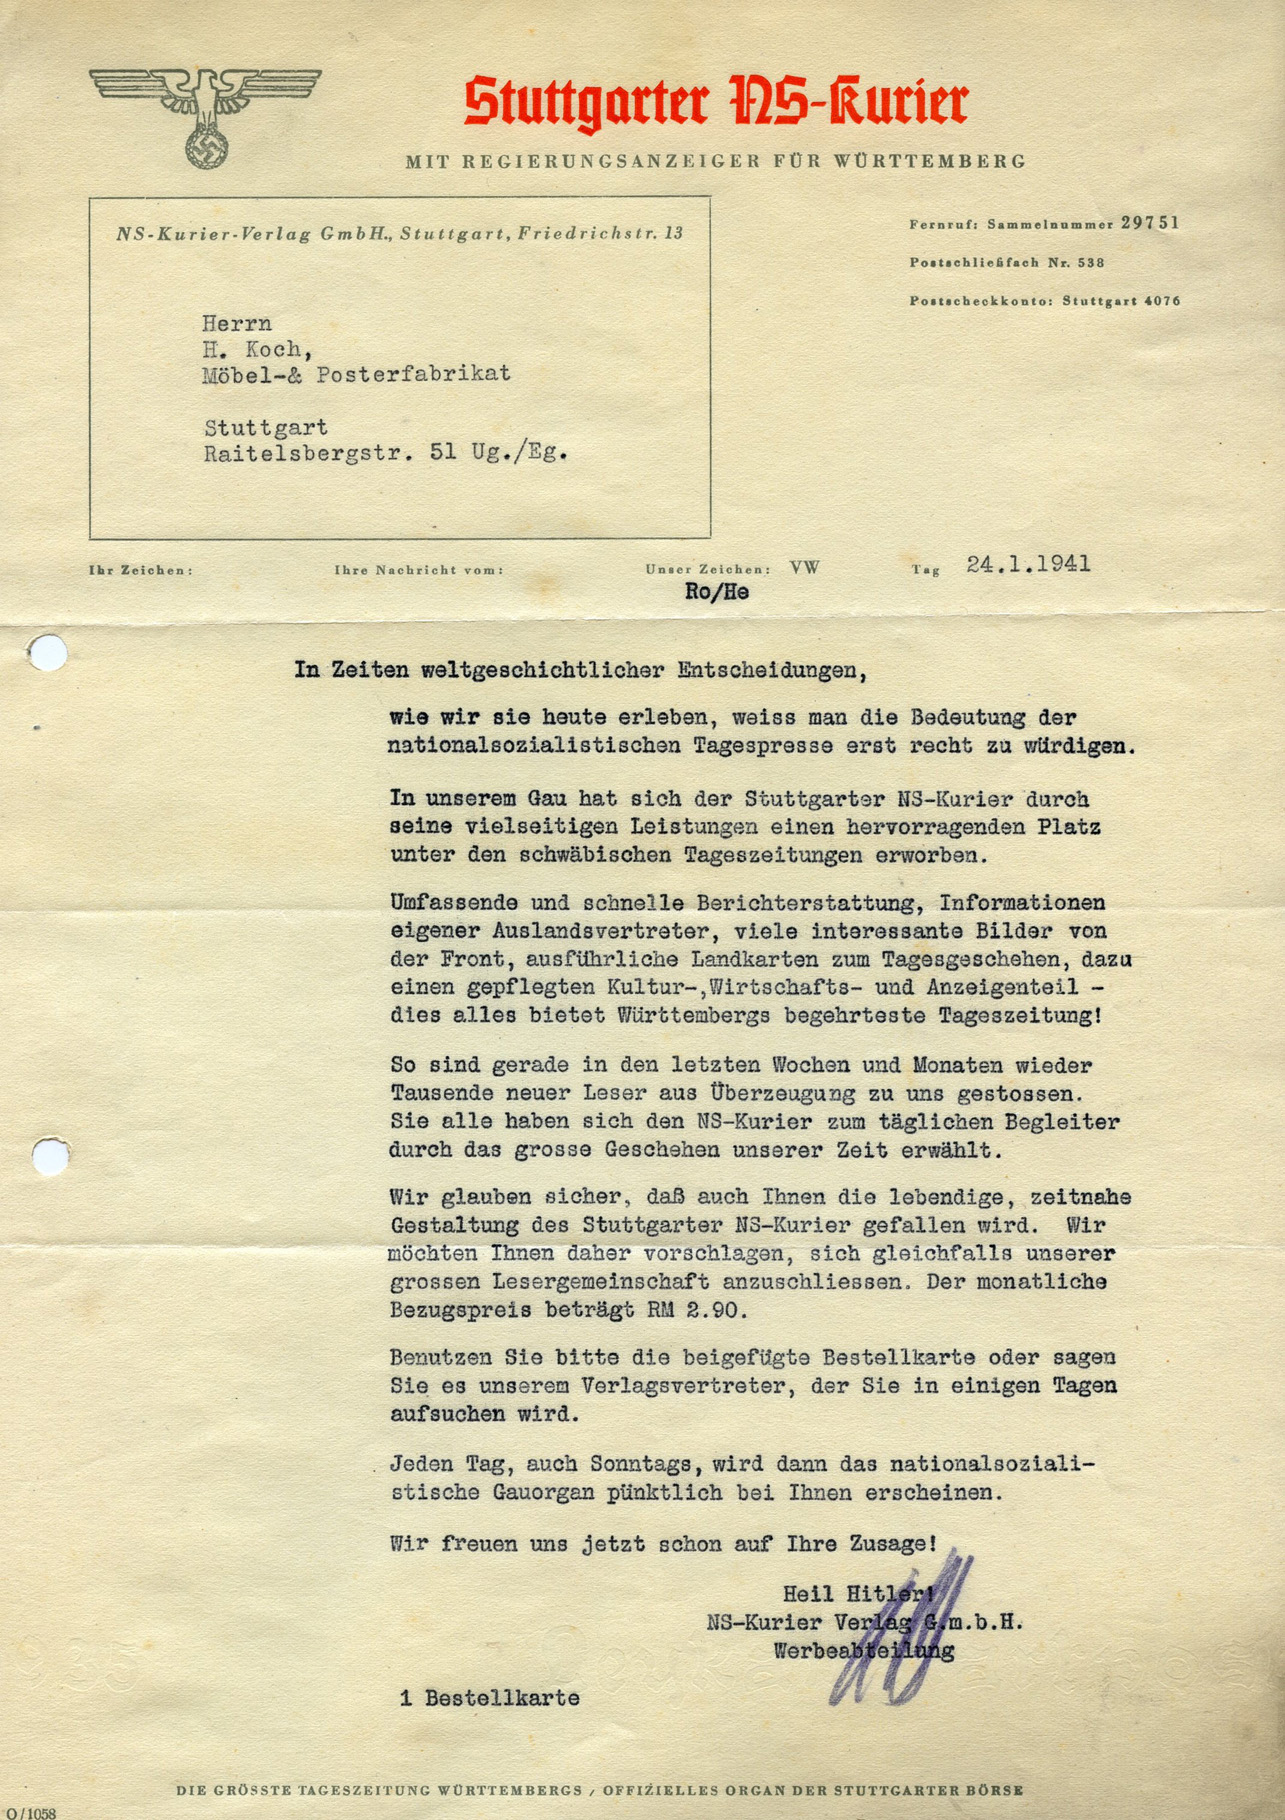 Stuttgarter NS-Kurier
MIT REGIERUNGSANZEIGER FÜR WÜRTTEMBERG
NS-Kurier-Verlag GmbH., Stuttgart, Friedrichstr. 13
Fernruf: Sammelnummer 29751
Postschließfach Nr. 538
Postscheckkonto: Stuttgart 4076
Herrn
H. Koch,
Möbel-& Posterfabrikat
Stuttgart
Raitelsbergstr. 51 Ug./Eg.
Ihr Zeichen: Ihre Nachricht vom: Unser Zeichen: VW Tag 24.1.1941
Ro/He
In Zeiten weltgeschichtlicher Entscheidungen,
wie wir sie heute erleben, weiss man die Bedeutung der
nationalsozialistischen Tagespresse erst recht zu würdigen.
In unserem Gau hat sich der Stuttgarter NS-Kurier durch
seine vielseitigen Leistungen einen hervorragenden Platz
unter den schwäbischen Tageszeitungen erworben.
Umfassende und schnelle Berichterstattung, Informationen
eigener Auslandsvertreter, viele interessante Bilder von
der Front, ausführliche Landkarten zum Tagesgeschehen, dazu
einen gepflegten Kultur-,Wirtschafts- und Anzeigenteil -
dies alles bietet Württembergs begehrteste Tageszeitung!
So sind gerade in den letzten Wochen und Monaten wieder
Tausende neuer Leser aus Überzeugung zu uns gestossen.
Sie alle haben sich den NS-Kurier zum täglichen Begleiter
durch das grosse Geschehen unserer Zeit erwählt.
Wir glauben sicher, daß auch Ihnen die lebendige, zeitnahe
Gestaltung des Stuttgarter NS-Kurier gefallen wird. Wir
möchten Ihnen daher vorschlagen, sich gleichfalls unserer
grossen Lesergemeinschaft anzuschliessen. Der monatliche
Bezugspreis beträgt RM 2.90.
Benutzen Sie bitte die beigefügte Bestellkarte oder sagen
Sie es unserem Verlagsvertreter, der Sie in einigen Tagen
aufsuchen wird.
Jeden Tag, auch Sonntags, wird dann das nationalsoziali-
stische Gauorgan pünktlich bei Ihnen erscheinen.
Wir freuen uns jetzt schon auf Ihre Zusage!
Heil Hitler!
NS-Kurier Verlag G.m.b.H.
Werbeabteilung
1 Bestellkarte
DIE GRÖSSTE TAGESZEITUNG WÜRTTEMBERGS / OFFIZIELLES ORGAN DER STUTTGARTER BÖRSE
O/1058